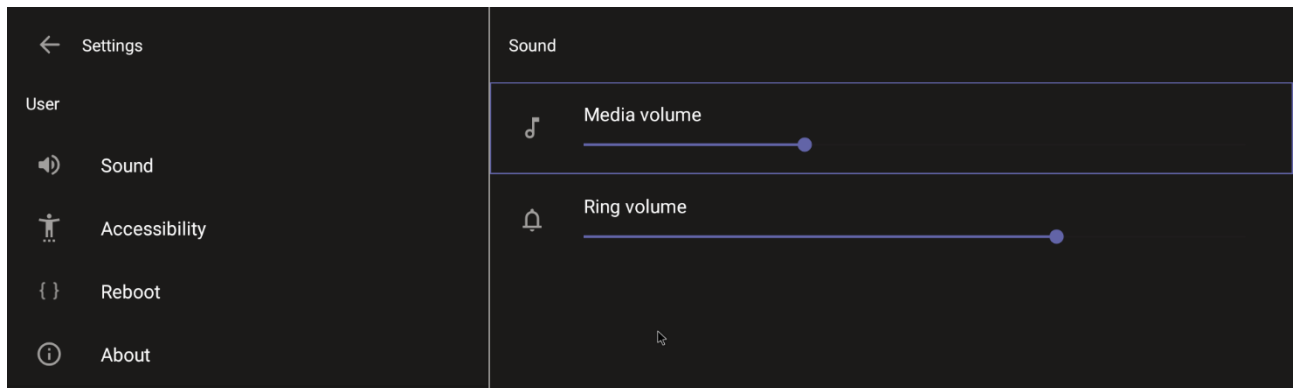 Settings
User
Sound
Accessibility
Reboot
About
Sound
Media volume
Ring volume